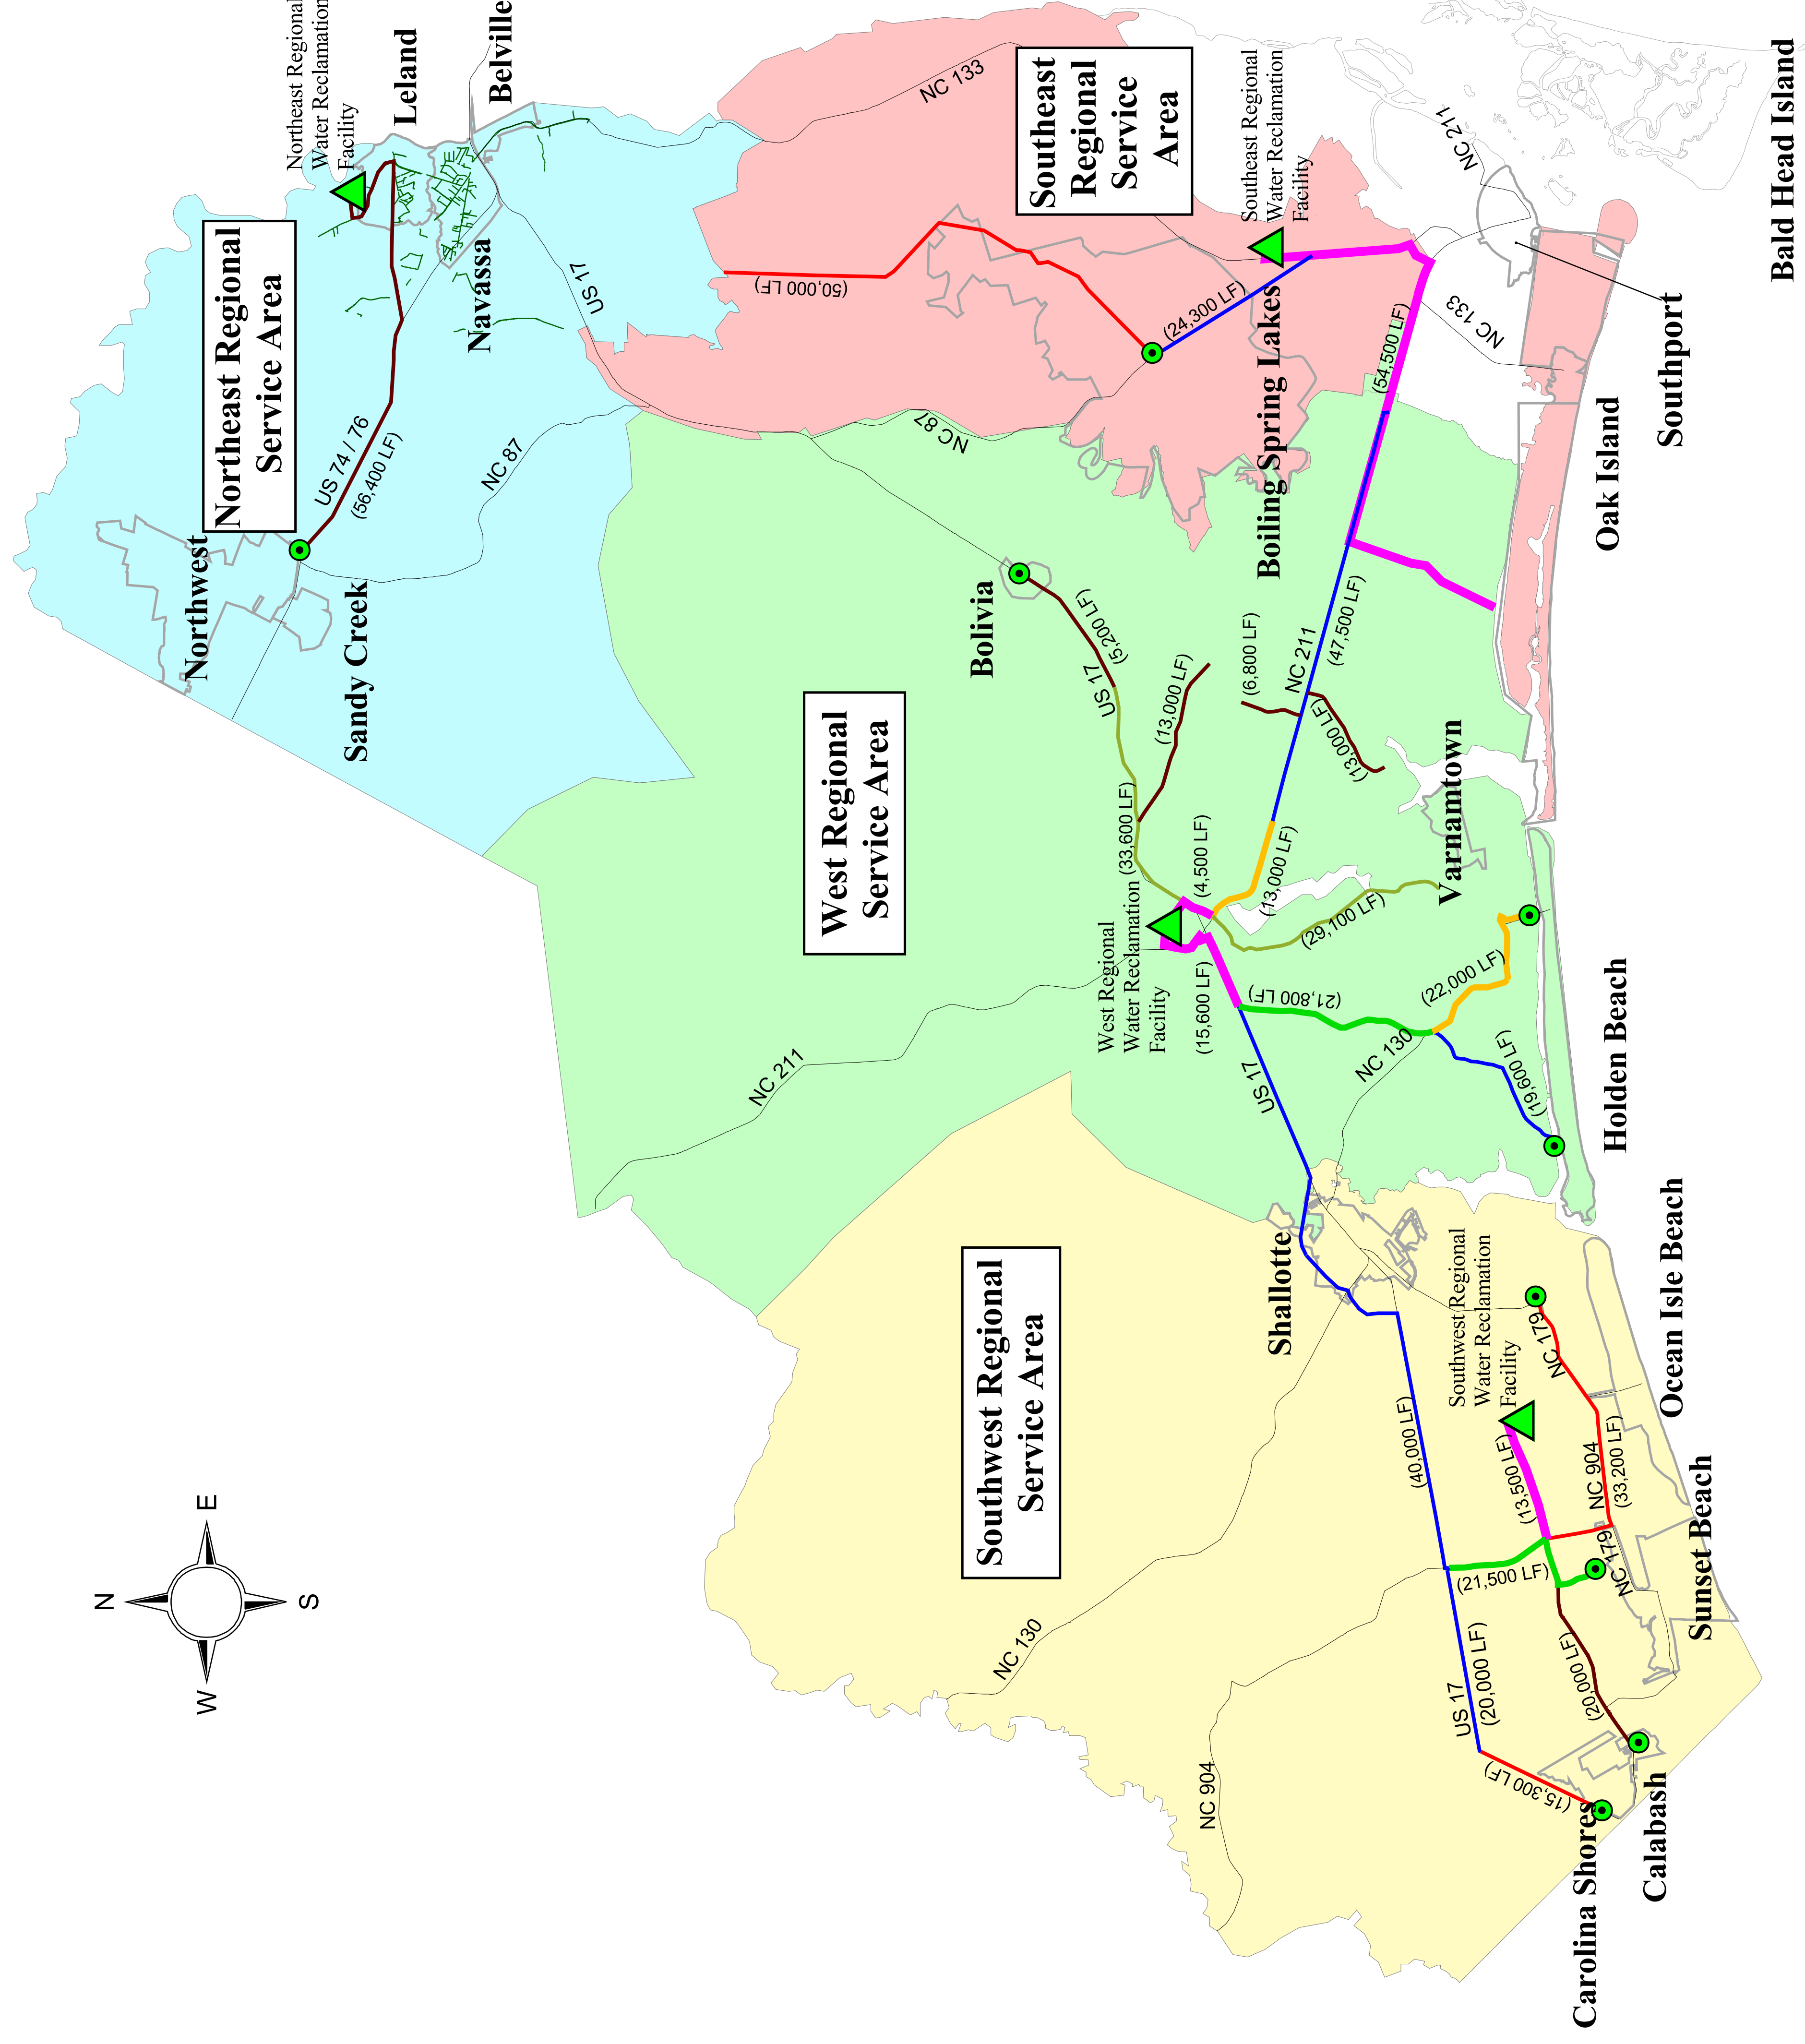 N
W
E
S
Northeast Regional
Water Reclamation
Facility
Leland
Belville
Northeast Regional
Service Area
Navassa
Northwest
Sandy Creek
US 74 / 76
(56,400 LF)
NC 87
US 17
NC 133
Southeast
Regional
Service
Area
Southeast Regional
Water Reclamation
Facility
(50,000 LF)
(24,300 LF)
NC 87
Boiling Spring Lakes
(54,500 LF)
NC 133
NC 211
Southport
Oak Island
Bald Head Island
Bolivia
(5,200 LF)
US 17
(13,000 LF)
(6,800 LF)
NC 211
(47,500 LF)
(13,000 LF)
West Regional
Service Area
(33,600 LF)
(4,500 LF)
(13,000 LF)
(29,100 LF)
Varnamtown
West Regional
Water Reclamation
Facility
(15,600 LF)
(21,800 LF)
(22,000 LF)
NC 130
(19,600 LF)
Holden Beach
NC 211
US 17
Shallotte
Southwest Regional
Service Area
Southwest Regional
Water Reclamation
Facility
Ocean Isle Beach
NC 179
NC 904
(33,200 LF)
(13,500 LF)
(40,000 LF)
(21,500 LF)
NC 179
Sunset Beach
NC 130
US 17
(20,000 LF)
(20,000 LF)
(15,300 LF)
NC 904
Carolina Shores
Calabash